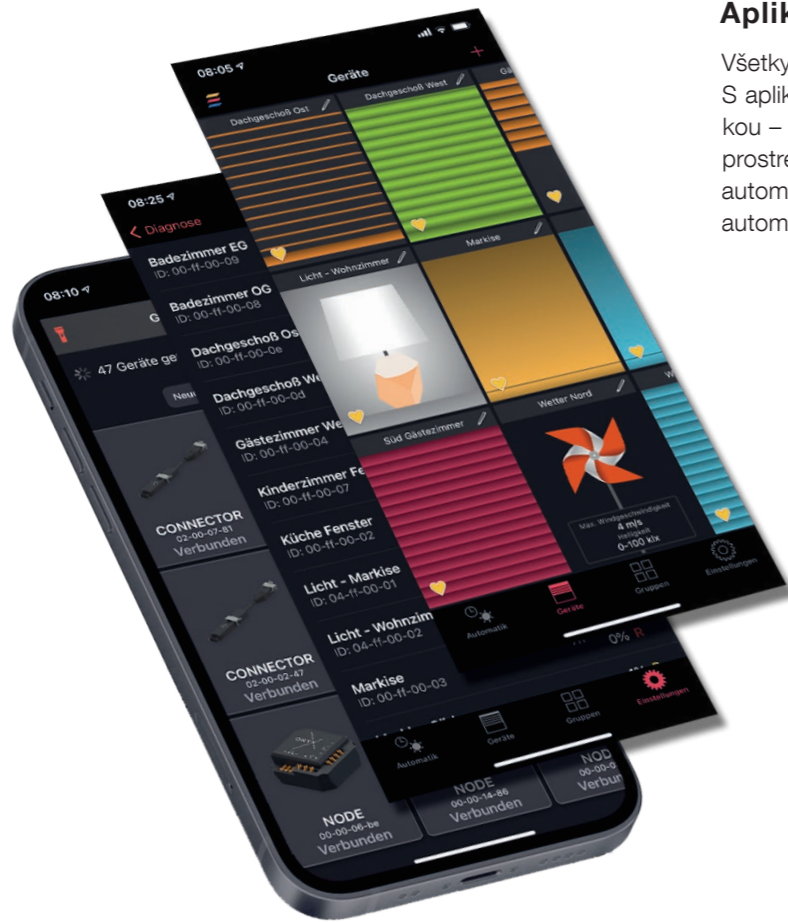 Aplik
Všetky
S aplik
kou –
prostre
autom
autom
08:05
Geräte
Dachgeschoß Ost
Dachgeschoß West
Licht - Wohnzimmer
Markise
Süd Gästezimmer
Wetter Nord
Max. Windgeschwindigkeit
4 m/s
Helligkeit
0-100 klx
Automatik
Geräte
Gruppen
Einstellungen
08:25
Diagnose
Badezimmer EG
ID: 00-ff-00-09
Badezimmer OG
ID: 00-ff-00-08
Dachgeschoß Os
ID: 00-ff-00-0e
Dachgeschoß We
ID: 00-ff-00-0d
Gästezimmer We
ID: 00-ff-00-04
Kinderzimmer Fe
ID: 00-ff-00-07
Küche Fenster
ID: 00-ff-00-02
Licht - Markise
ID: 04-ff-00-01
Licht - Wohnzim
ID: 04-ff-00-02
0% R
Markise
ID: 00-ff-00-03
Automatik
Geräte
Gruppen
Einstellungen
08:10
G
47 Geräte ge
Neu
CONNECTOR
02-00-07-81
Verbunden
CONNECTOR
02-00-02-47
Verbunden
NODE
00-00-06-be
Verbunden
NODE
00-00-14-86
Verbunden
NOD
Verbun